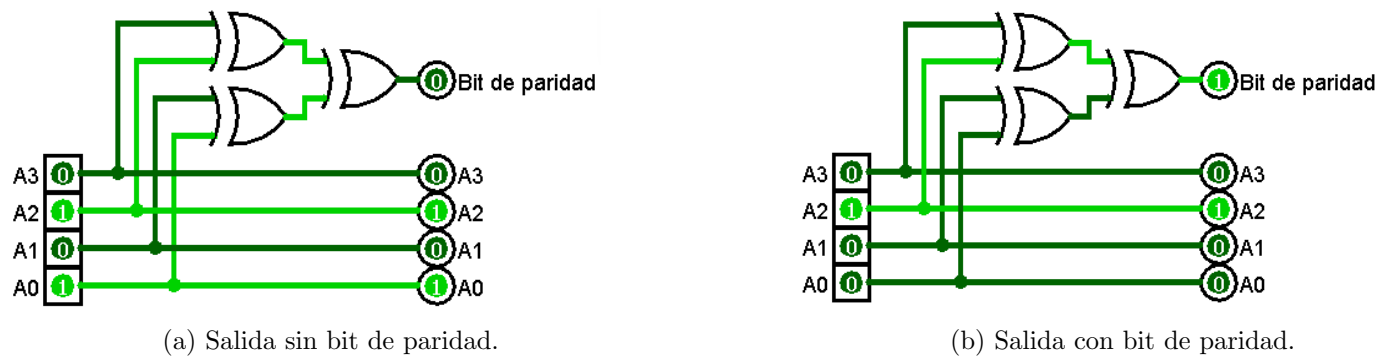 0 Bit de paridad
A3 0 0 A3
A2 1 1 A2
A1 0 0 A1
A0 1 1 A0
(a) Salida sin bit de paridad.
1 Bit de paridad
A3 0 0 A3
A2 1 1 A2
A1 0 0 A1
A0 0 0 A0
(b) Salida con bit de paridad.